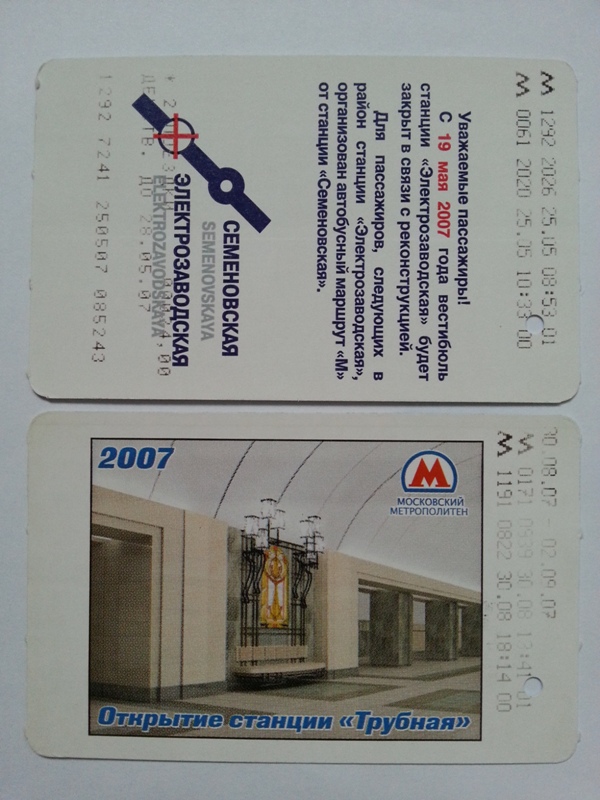 М 1292 2026 25.05 08:53 01
М 0061 2020 25.05 10:33 00
Уважаемые пассажиры!
С 19 мая 2007 года вестибюль
станции «Электрозаводская» будет
закрыт в связи с реконструкцией.
Для пассажиров, следующих в
район станции «Электрозаводская»,
организован автобусный маршрут «М»
от станции «Семеновская».
СЕМЕНОВСКАЯ
SEMENOVSKAYA
ЭЛЕКТРОЗАВОДСКАЯ
ELEKTROZAVODSKAYA
ДО 28.05.07
1292 7241 250507 085243
2007
МОСКОВСКИЙ
МЕТРОПОЛИТЕН
Открытие станции «Трубная»
30.08.07 - 02.09.07
М 0171 0939 30.08 12:41 01
М 1191 0822 30.08 18:14 00